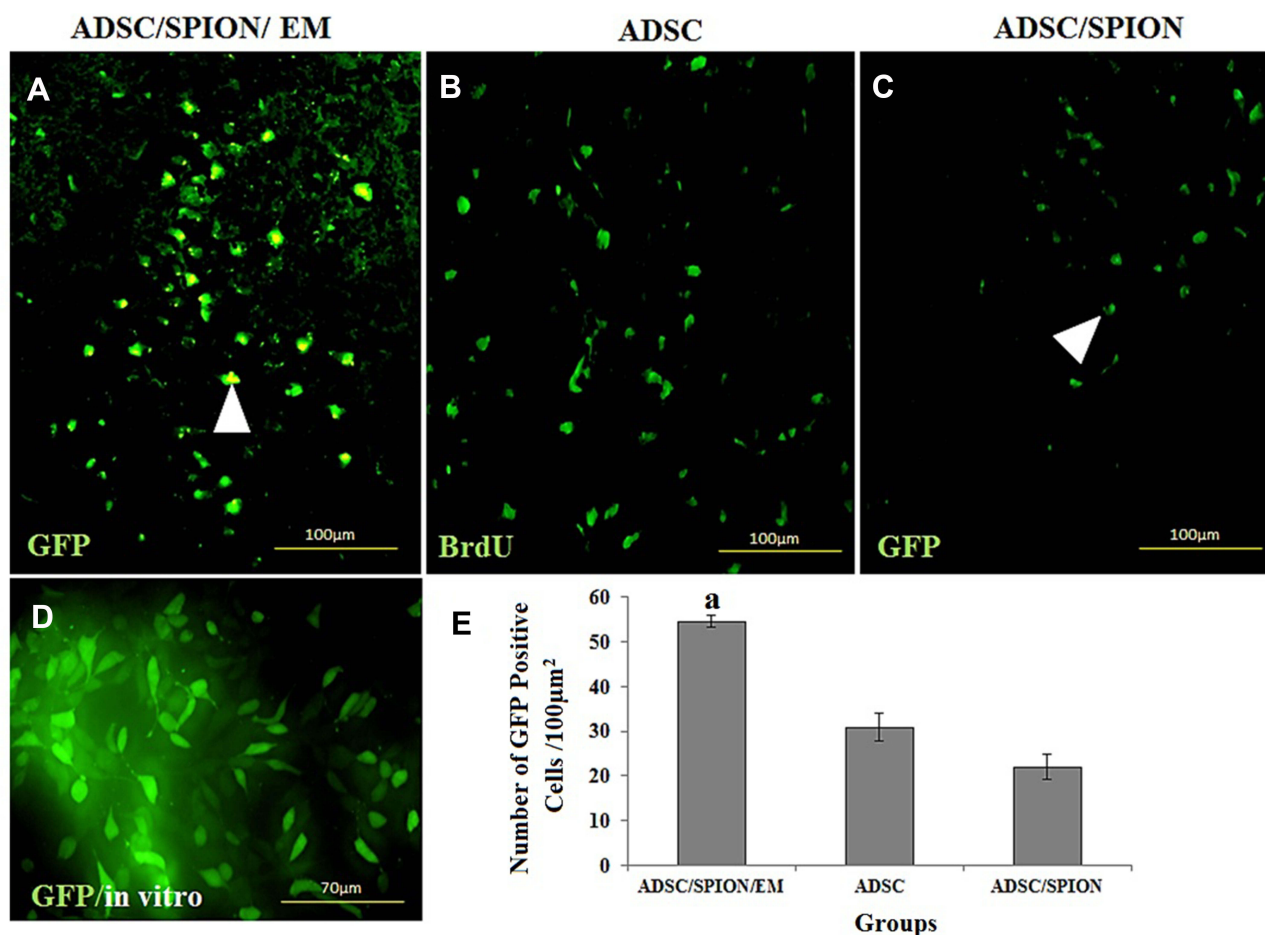 ADSC/SPION/ EM
ADSC
ADSC/SPION
A
B
C
100µm
100µm
100µm
GFP
BrdU
GFP
D
GFP/in vitro
70µm
E
Number of GFP Positive
Cells /100µm²
60
50
40
30
20
10
0
a
ADSC/SPION/EM
ADSC
ADSC/SPION
Groups